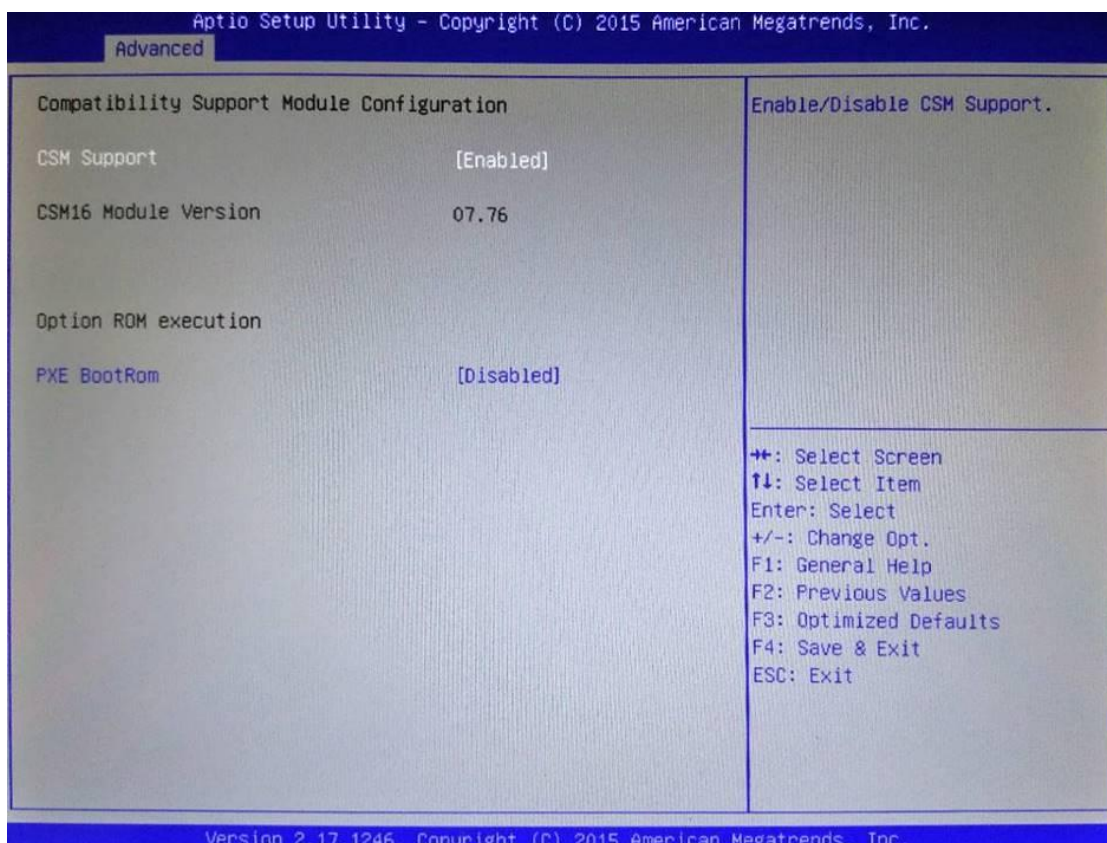 Aptio Setup Utility - Copyright (C) 2015 American Megatrends, Inc.
Advanced
Compatibility Support Module Configuration
CSM Support [Enabled]
CSM16 Module Version 07.76
Option ROM execution
PXE BootRom [Disabled]
Enable/Disable CSM Support.
→←: Select Screen
↑↓: Select Item
Enter: Select
+/-: Change Opt.
F1: General Help
F2: Previous Values
F3: Optimized Defaults
F4: Save & Exit
ESC: Exit
Version 2.17.1246. Copyright (C) 2015 American Megatrends, Inc.